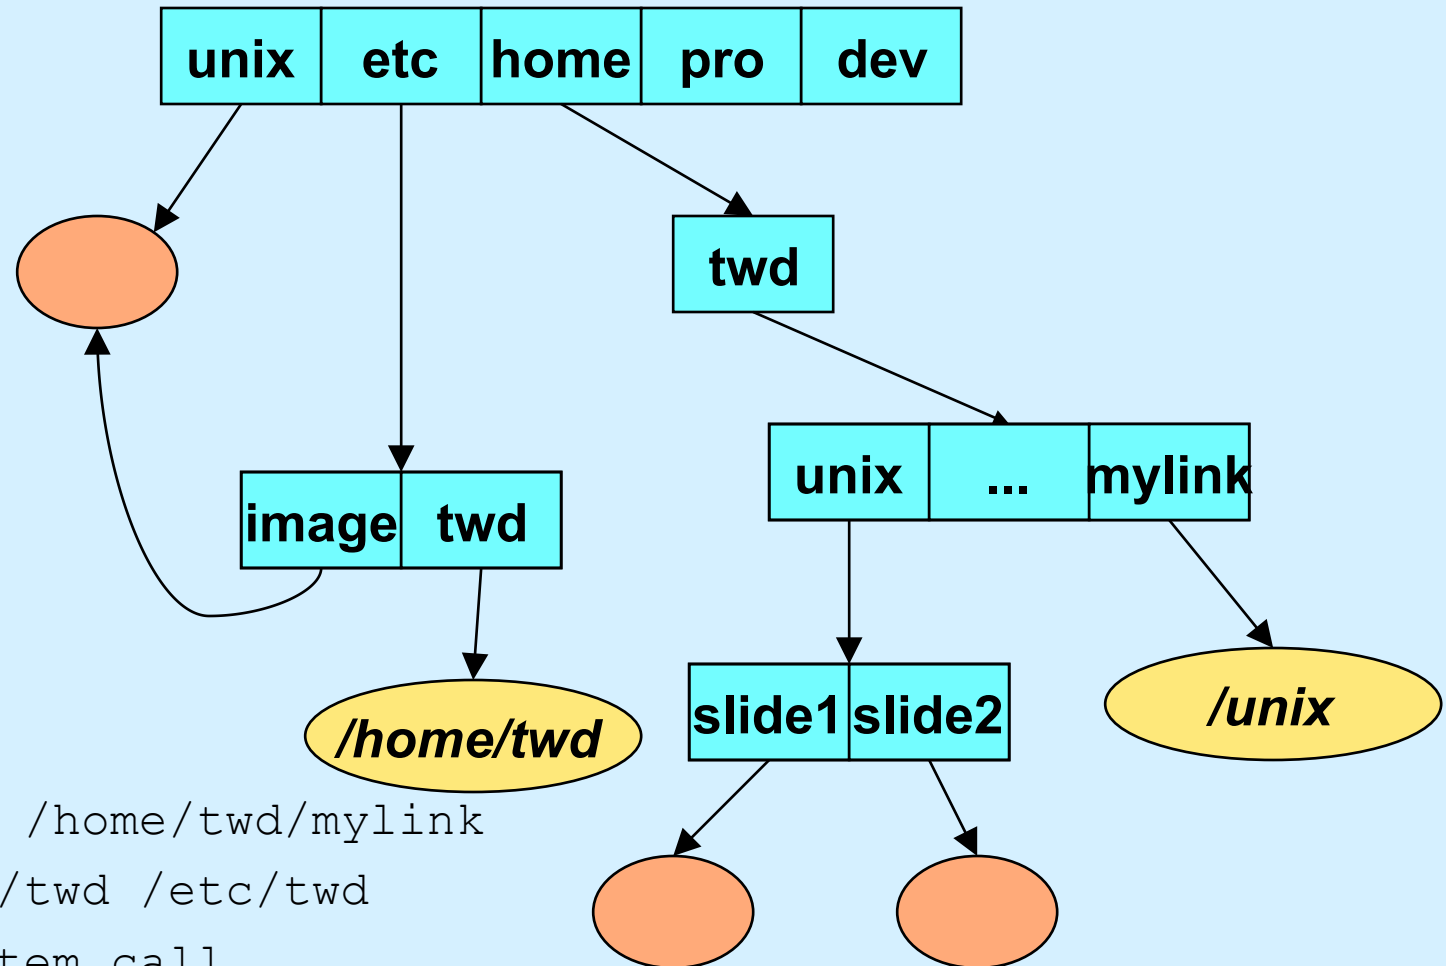 unix etc home pro dev
twd
unix ... mylink
image twd
slide1 slide2 /unix
/home/twd
/home/twd/mylink
/twd /etc/twd
call